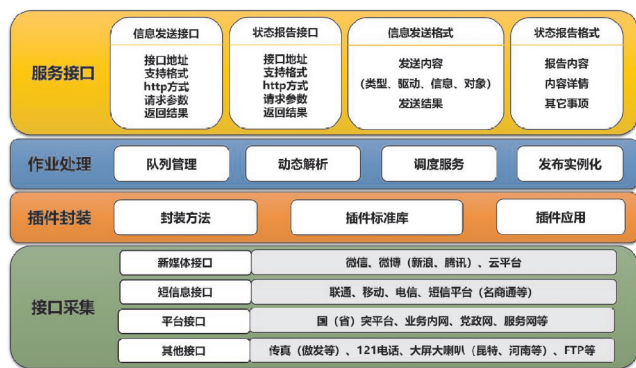 服务接口
信息发送接口
接口地址
支持格式
http方式
请求参数
返回结果
状态报告接口
接口地址
支持格式
http方式
请求参数
返回结果
信息发送格式
发送内容
(类型、驱动、信息、对象)
发送结果
状态报告格式
报告内容
内容详情
其它事项
作业处理
队列管理
动态解析
调度服务
发布实例化
插件封装
封装方法
插件标准库
插件应用
接口采集
新媒体接口
微信、微博（新浪、腾讯）、云平台
短信息接口
联通、移动、电信、短信平台（名商通等）
平台接口
国（省）突平台、业务内网、党政网、服务网等
其他接口
传真（傲发等）、121电话、大屏大喇叭（昆特、河南等）、FTP等